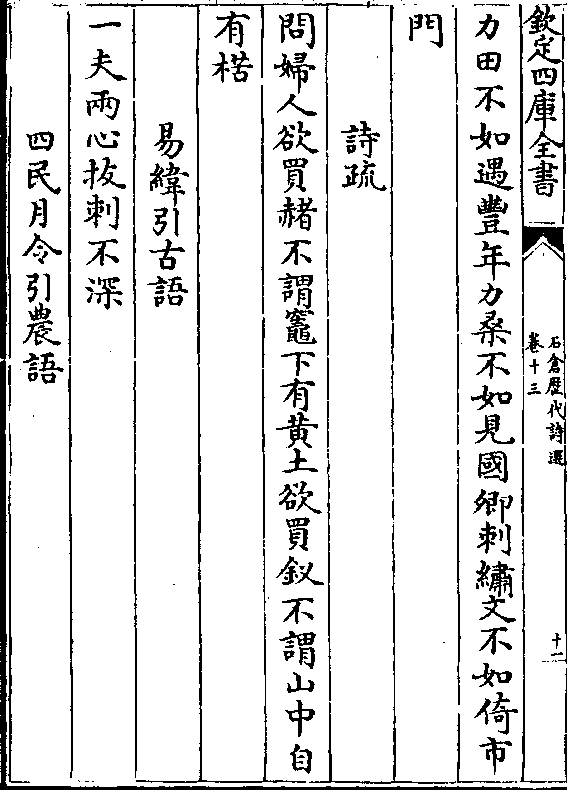 欽定四庫全書
石倉歷代詩選
卷十三
十一
力田不如遇豐年力桑不如見國卿刺繡文不如倚市
門
詩疏
問婦人欲買赭不謂竈下有黃土欲買釵不謂山中自
有楛
易緯引古語
一夫兩心拔刺不深
四民月令引農語